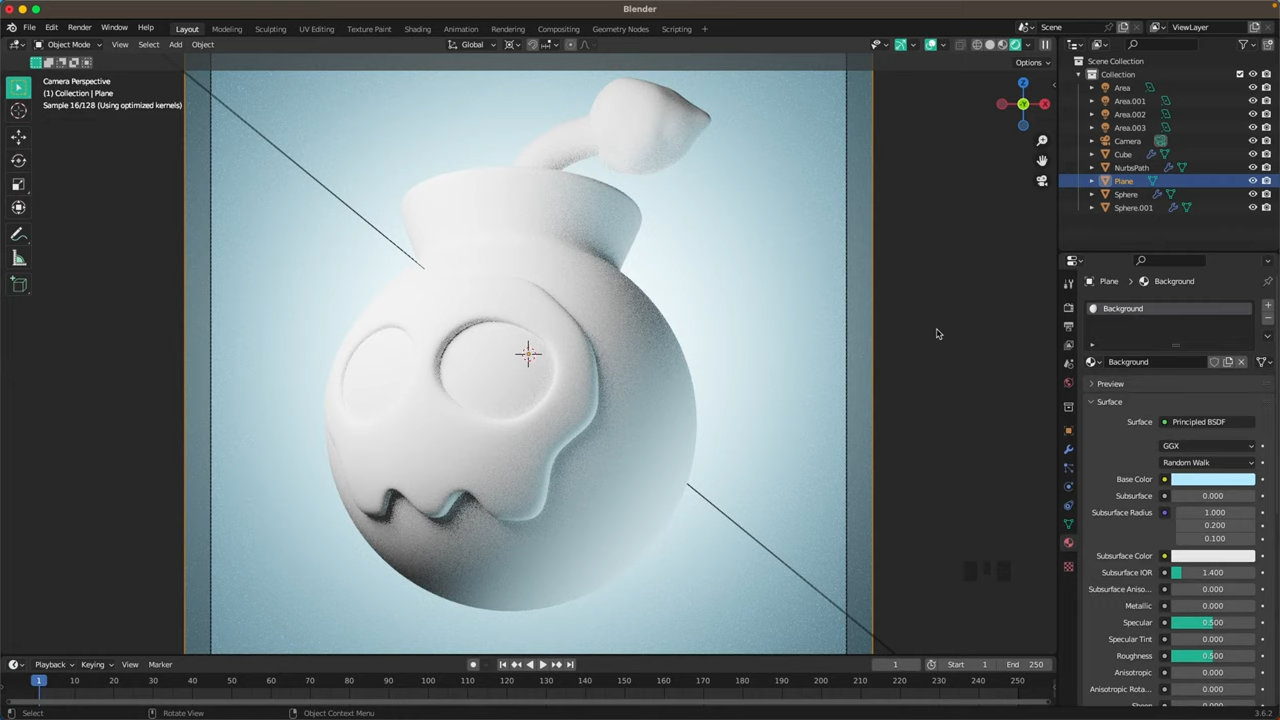 Blender
File Edit Render Window Help
Layout Modeling Sculpting UV Editing Texture Paint Shading Animation Rendering Compositing Geometry Nodes Scripting
Scene
ViewLayer
Object Mode View Select Add Object
Global
Options
Camera Perspective
(1) Collection | Plane
Sample 16/128 (Using optimized kernels)
Z
X
Y
Scene Collection
Collection
Area
Area.001
Area.002
Area.003
Camera
Cube
NurbsPath
Plane
Sphere
Sphere.001
Plane Background
Background
Background
Preview
Surface
Surface Principled BSDF
GGX
Random Walk
Base Color
Subsurface 0.000
Subsurface Radius 1.000
0.200
0.100
Subsurface Color
Subsurface IOR 1.400
Subsurface Aniso... 0.000
Metallic 0.000
Specular 0.500
Specular Tint 0.000
Roughness 0.500
Anisotropic 0.000
Anisotropic Rota... 0.000
Playback Keying View Marker
1
Start 1
End 250
1 10 20 30 40 50 60 70 80 90 100 110 120 130 140 150 160 170 180 190 200 210 220 230 240 250
Select Rotate View Object Context Menu
3.6.2